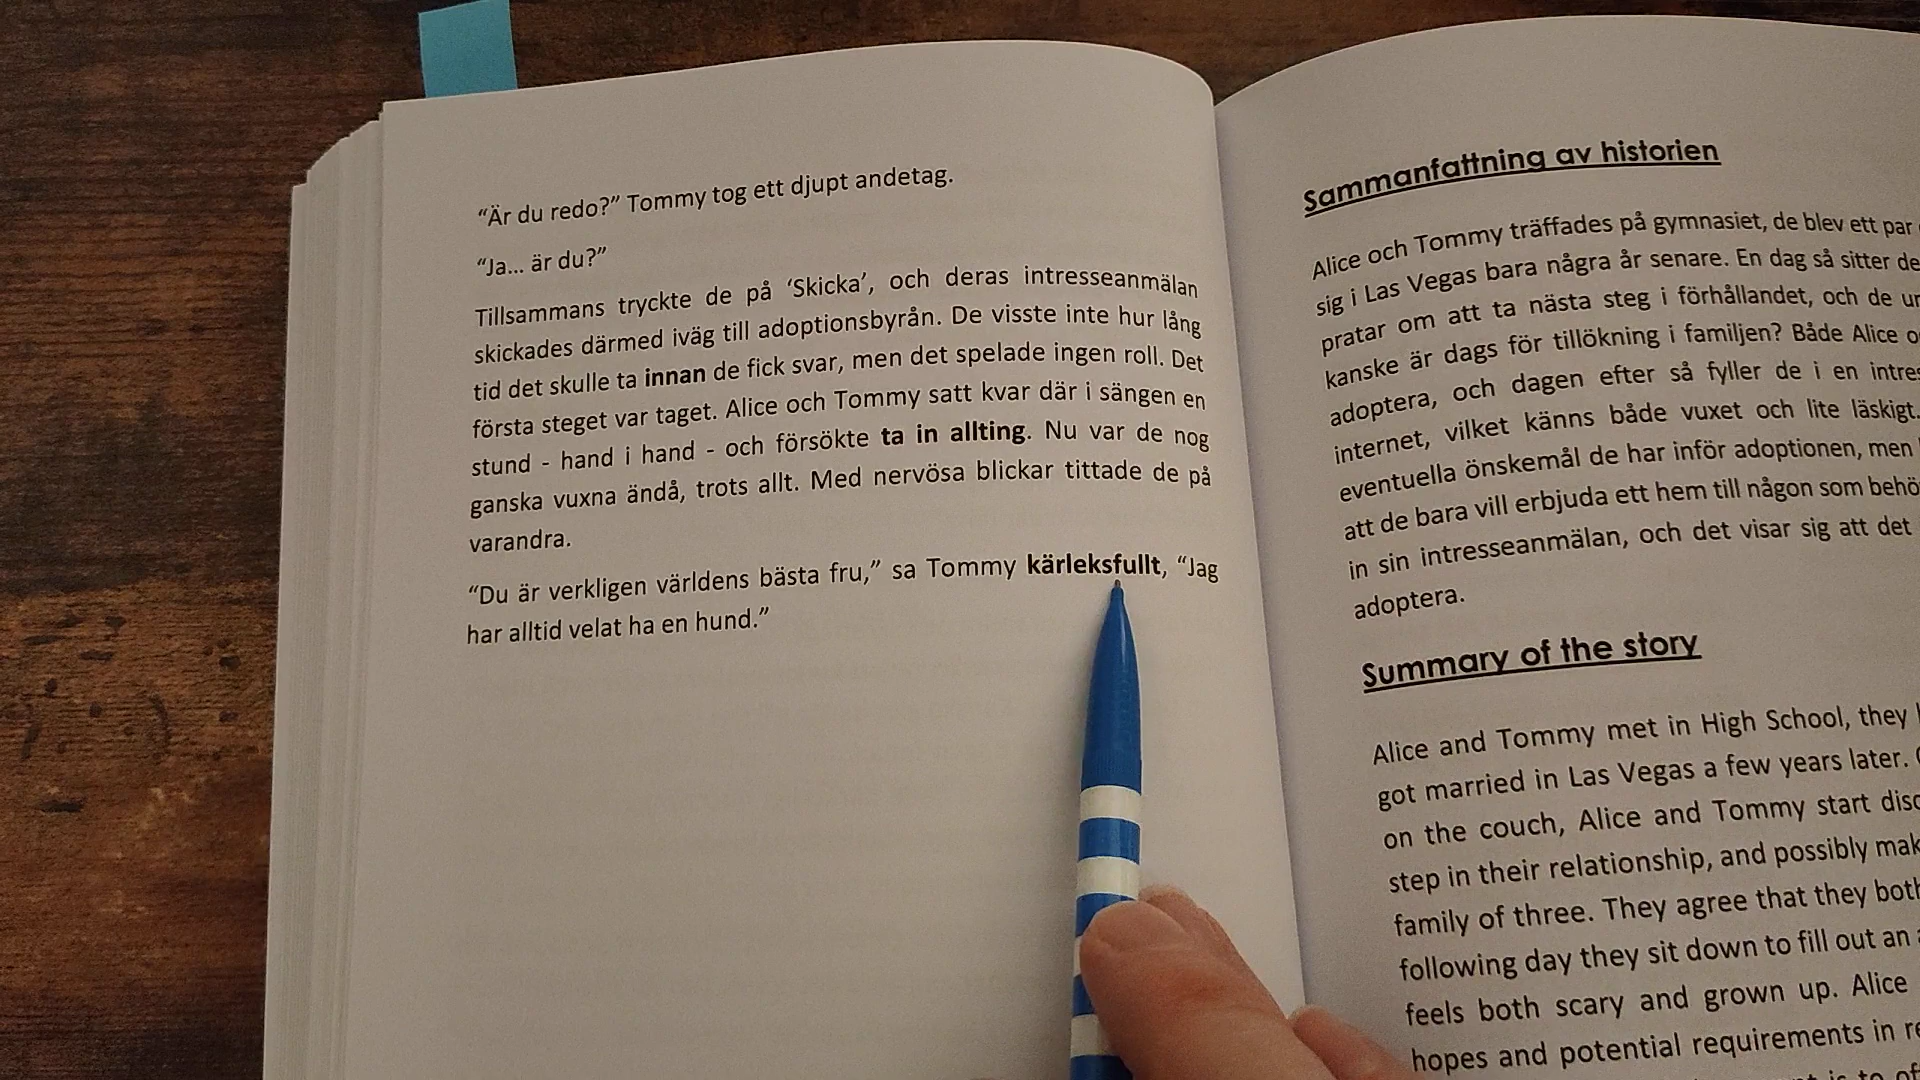 “Är du redo?” Tommy tog ett djupt andetag.
“Ja... är du?”
Tillsammans tryckte de på ‘Skicka’, och deras intresseanmälan
skickades därmed iväg till adoptionsbyrån. De visste inte hur lång
tid det skulle ta innan de fick svar, men det spelade ingen roll. Det
första steget var taget. Alice och Tommy satt kvar där i sängen en
stund - hand i hand - och försökte ta in allting. Nu var de nog
ganska vuxna ändå, trots allt. Med nervösa blickar tittade de på
varandra.
“Du är verkligen världens bästa fru,” sa Tommy kärleksfullt, “Jag
har alltid velat ha en hund.”
Sammanfattning av historien
Alice och Tommy träffades på gymnasiet, de blev ett par
sig i Las Vegas bara några år senare. En dag så sitter de
pratar om att ta nästa steg i förhållandet, och de
kanske är dags för tillökning i familjen? Både Alice
adoptera, och dagen efter så fyller de i en
internet, vilket känns både vuxet och lite läskigt.
eventuella önskemål de har inför adoptionen, men
att de bara vill erbjuda ett hem till någon som
in sin intresseanmälan, och det visar sig att det
adoptera.
Summary of the story
Alice and Tommy met in High School, they
got married in Las Vegas a few years later.
on the couch, Alice and Tommy start
step in their relationship, and possibly
family of three. They agree that they
following day they sit down to fill out an
feels both scary and grown up. Alice
hopes and potential requirements in
is to